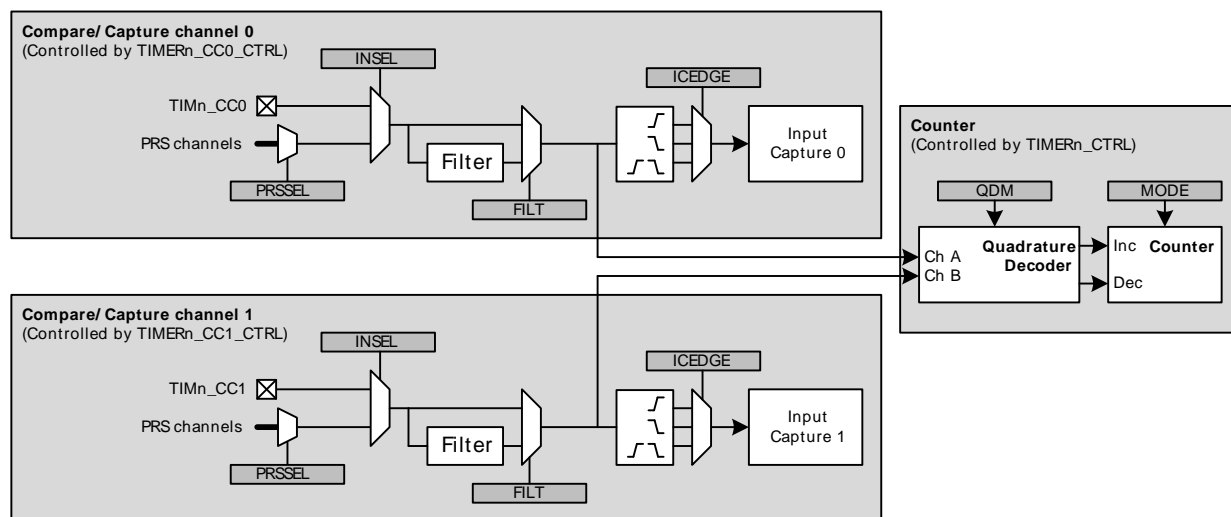 Compare/ Capture channel 0
(Controlled by TIMERn_CC0_CTRL)
INSEL
ICEDGE
TIMn_CC0
PRS channels
Filter
Input
Capture 0
PRSSEL
FILT
Counter
(Controlled by TIMERn_CTRL)
QDM
MODE
Ch A
Ch B
Quadrature
Decoder
Inc
Counter
Dec
Compare/ Capture channel 1
(Controlled by TIMERn_CC1_CTRL)
INSEL
ICEDGE
TIMn_CC1
PRS channels
Filter
Input
Capture 1
PRSSEL
FILT